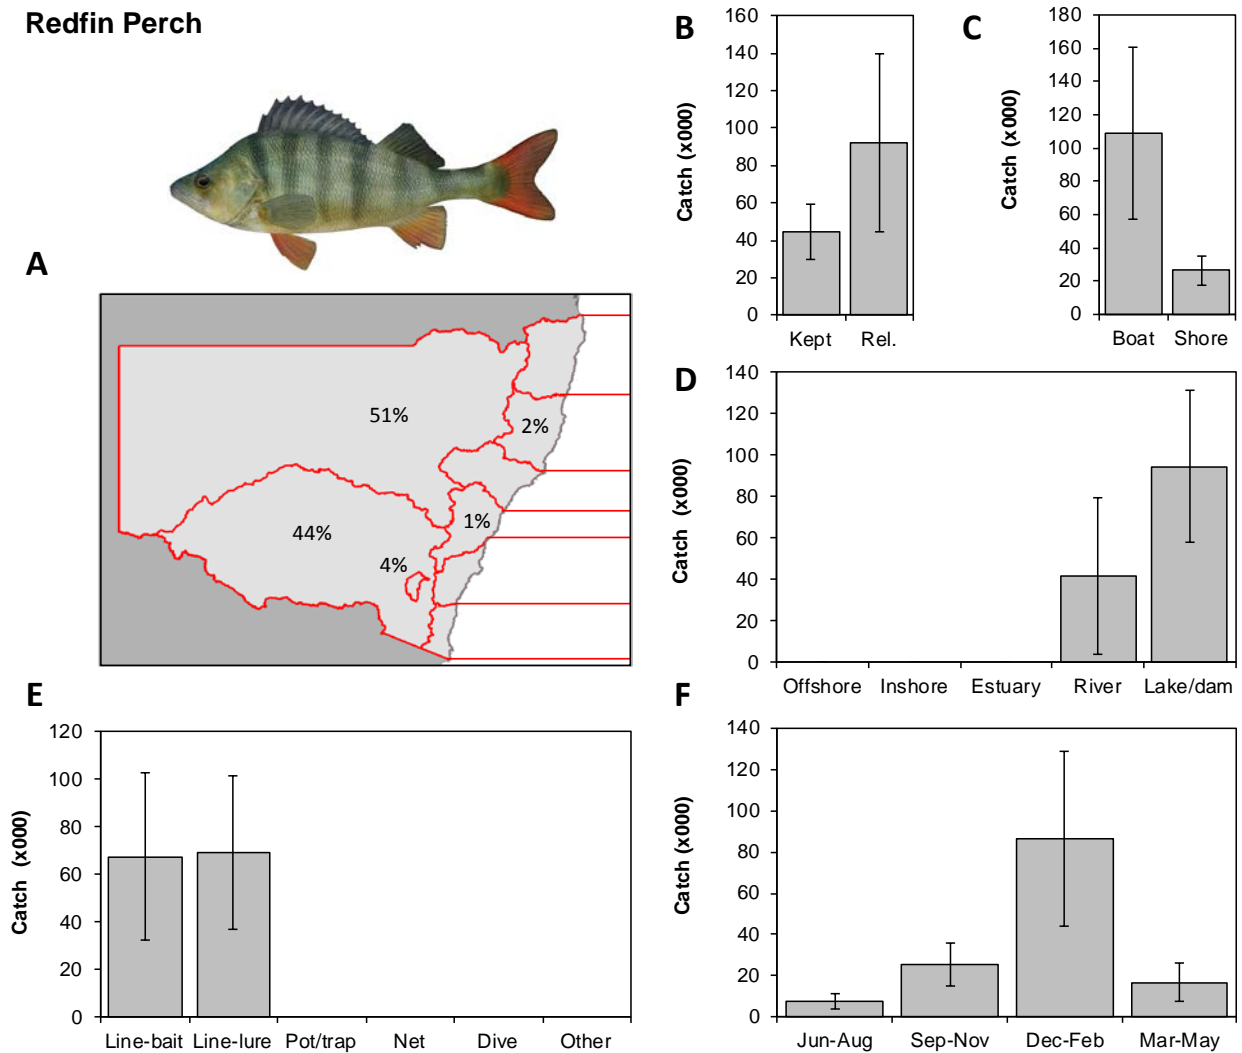 Redfin Perch
A
51%
2%
44%
1%
4%
B
Catch (x000)
160
140
120
100
80
60
40
20
0
Kept Rel.
C
Catch (x000)
180
160
140
120
100
80
60
40
20
0
Boat Shore
D
Catch (x000)
140
120
100
80
60
40
20
0
Offshore Inshore Estuary River Lake/dam
E
Catch (x000)
120
100
80
60
40
20
0
Line-bait Line-lure Pot/trap Net Dive Other
F
Catch (x000)
140
120
100
80
60
40
20
0
Jun-Aug Sep-Nov Dec-Feb Mar-May